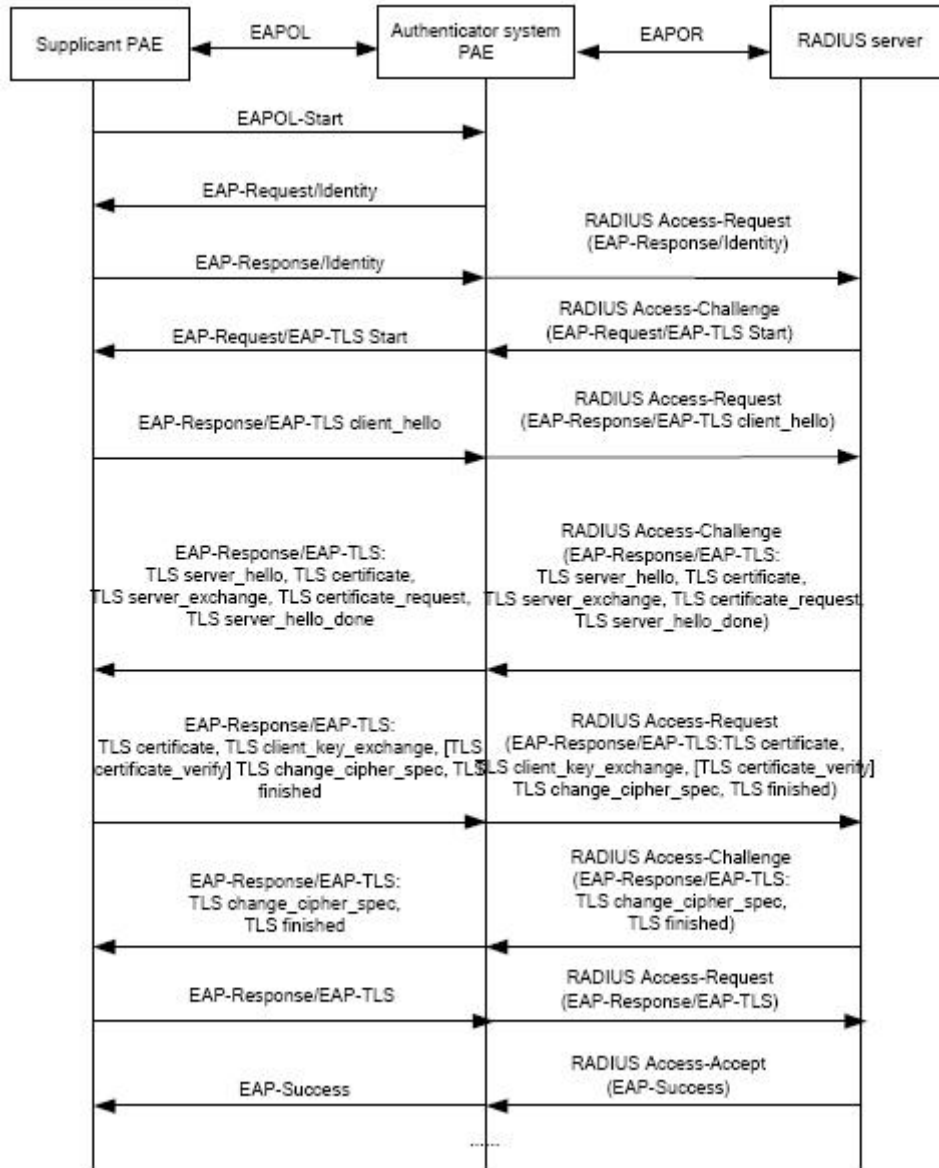 Supplicant PAE
EAPOL
Authenticator system
PAE
EAPOR
RADIUS server
EAPOL-Start
EAP-Request/Identity
RADIUS Access-Request
(EAP-Response/Identity)
EAP-Response/Identity
RADIUS Access-Challenge
(EAP-Request/EAP-TLS Start)
EAP-Request/EAP-TLS Start
RADIUS Access-Request
(EAP-Response/EAP-TLS client_hello)
EAP-Response/EAP-TLS client_hello
EAP-Response/EAP-TLS:
TLS server_hello, TLS certificate,
TLS server_exchange, TLS certificate_request,
TLS server_hello_done
RADIUS Access-Challenge
(EAP-Response/EAP-TLS:
TLS server_hello, TLS certificate,
TLS server_exchange, TLS certificate_request,
TLS server_hello_done)
EAP-Response/EAP-TLS:
TLS certificate, TLS client_key_exchange, [TLS
certificate_verify] TLS change_cipher_spec, TLS
finished
RADIUS Access-Request
(EAP-Response/EAP-TLS:TLS certificate,
TLS client_key_exchange, [TLS certificate_verify]
TLS change_cipher_spec, TLS finished)
EAP-Response/EAP-TLS:
TLS change_cipher_spec,
TLS finished
RADIUS Access-Challenge
(EAP-Response/EAP-TLS:
TLS change_cipher_spec,
TLS finished)
EAP-Response/EAP-TLS
RADIUS Access-Request
(EAP-Response/EAP-TLS)
RADIUS Access-Accept
(EAP-Success)
EAP-Success
......